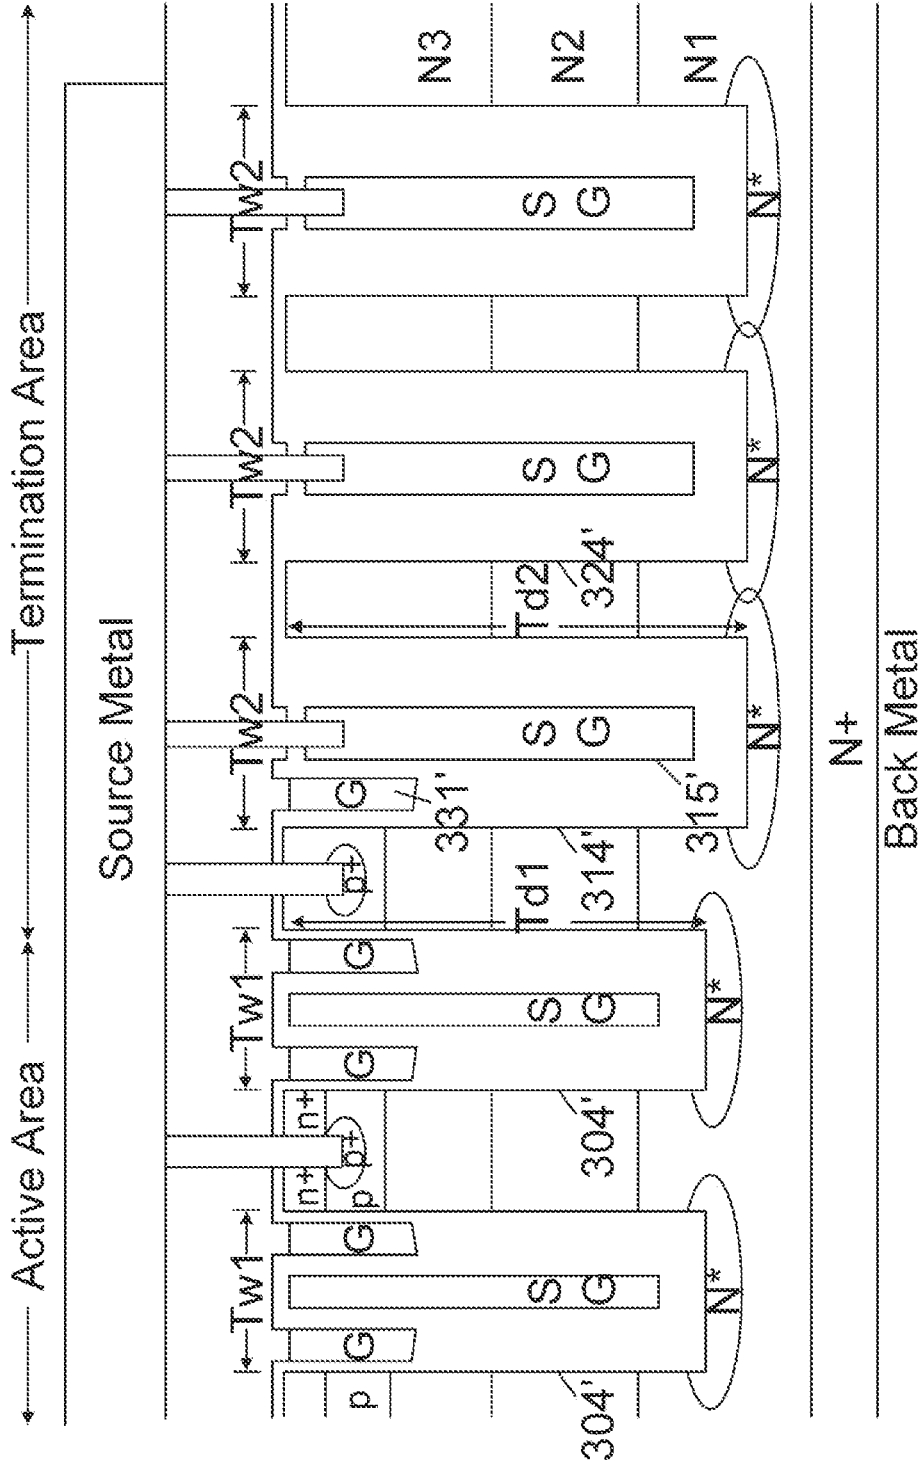 Active Area
Termination Area
Source Metal
Tw1
Tw1
Tw2
Tw2
Tw2
n+
n+
p
p
p+
p+
G
G
G
G
G
331'
N3
S G
S G
S G
S G
S G
Td1
Td2
N2
304'
304'
314'
324'
315'
N1
N*
N*
N*
N*
N*
N+
Back Metal